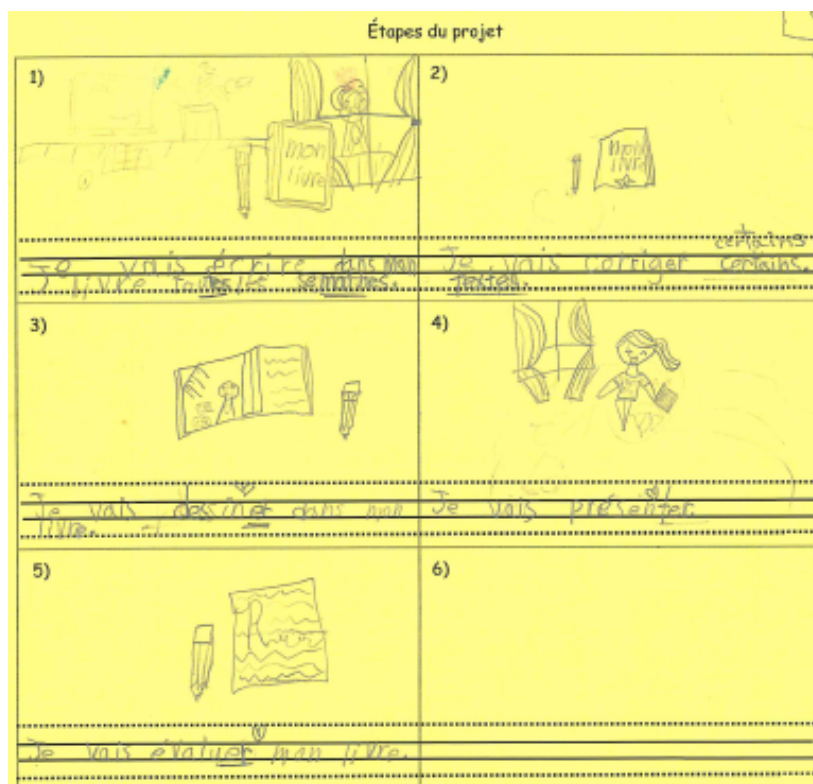 Étapes du projet
1)
mon
livre
Je vais écrire dans mon
livre toutes les semaines.
2)
mon
livre
certains
Je vais corriger certains.
textes.
3)
Je vais dessiner dans mon
livre.
4)
Je vais présenter.
5)
Je vais évaluer mon livre.
6)